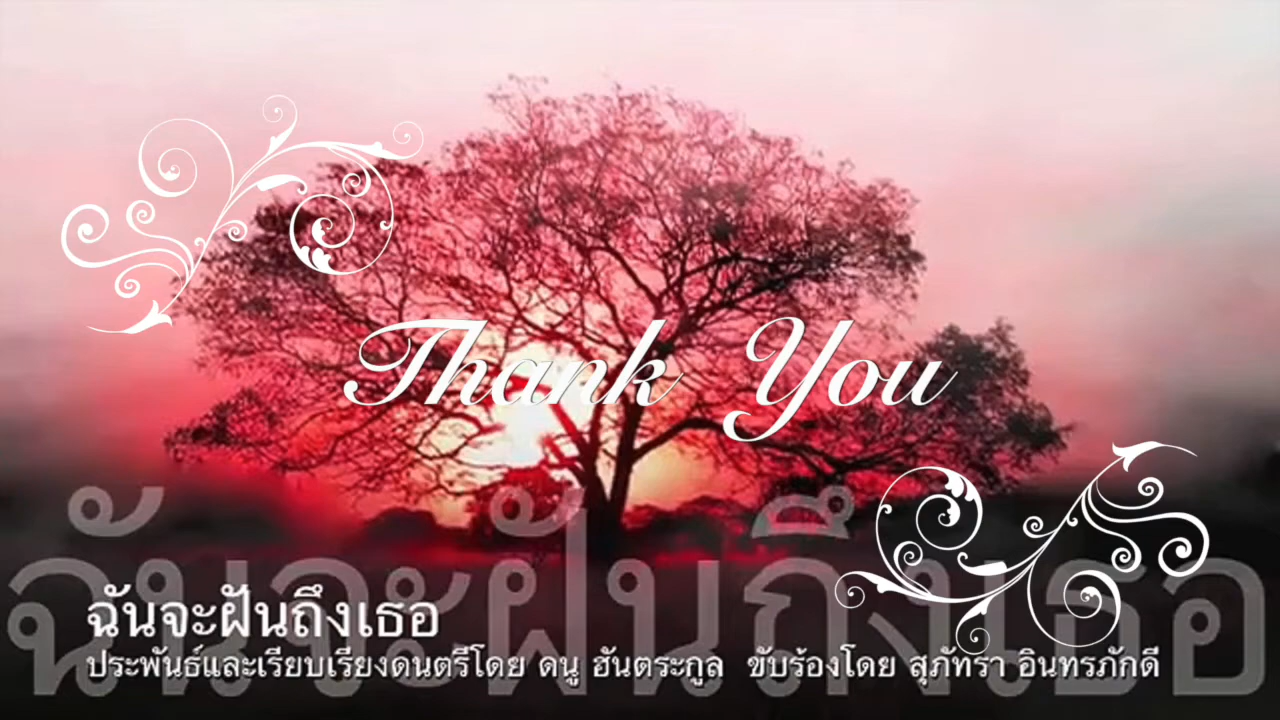 Thank You
ฉันจะฝันถึงเธอ
ฉันจะฝันถึงเธอ
ประพันธ์และเรียบเรียงดนตรีโดย ดนู ฮันตระกูล ขับร้องโดย สุภัทรา อินทรภักดี